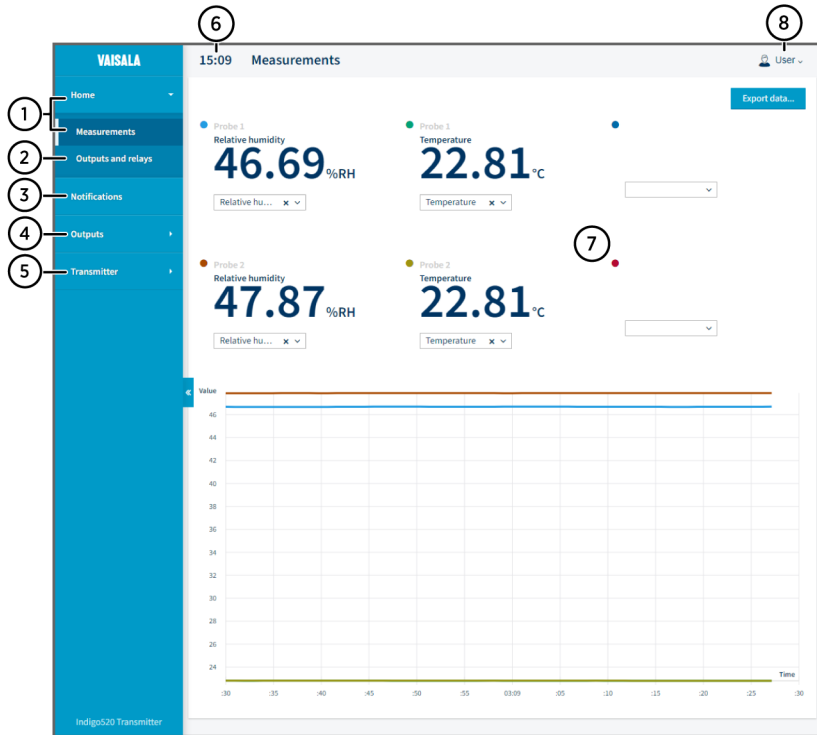 6
8
VAISALA
15:09 Measurements
User
Home
Export data...
1
Measurements
2
Outputs and relays
3
Notifications
4
Outputs
5
Transmitter
Probe 1
Relative humidity
46.69 %RH
Relative hu... x
Probe 1
Temperature
22.81 °C
Temperature x
7
Probe 2
Relative humidity
47.87 %RH
Relative hu... x
Probe 2
Temperature
22.81 °C
Temperature x
«
Value
46
44
42
40
38
36
34
32
30
28
26
24
Time
:30 :35 :40 :45 :50 :55 03:09 :05 :10 :15 :20 :25 :30
Indigo520 Transmitter